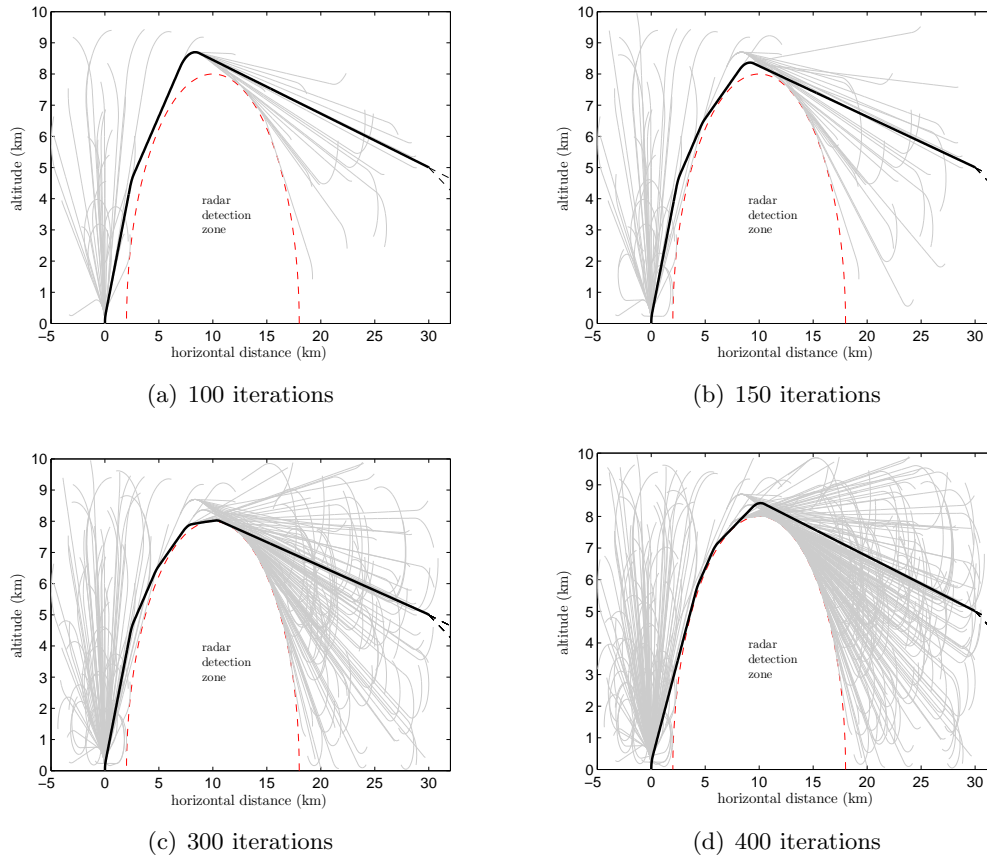 10
9
8
7
6
5
4
3
2
1
0
altitude (km)
radar
detection
zone
−5 0 5 10 15 20 25 30
horizontal distance (km)
(a) 100 iterations
10
9
8
7
6
5
4
3
2
1
0
altitude (km)
radar
detection
zone
−5 0 5 10 15 20 25 30
horizontal distance (km)
(b) 150 iterations
10
9
8
7
6
5
4
3
2
1
0
altitude (km)
radar
detection
zone
−5 0 5 10 15 20 25 30
horizontal distance (km)
(c) 300 iterations
10
9
8
7
6
5
4
3
2
1
0
altitude (km)
radar
detection
zone
−5 0 5 10 15 20 25 30
horizontal distance (km)
(d) 400 iterations